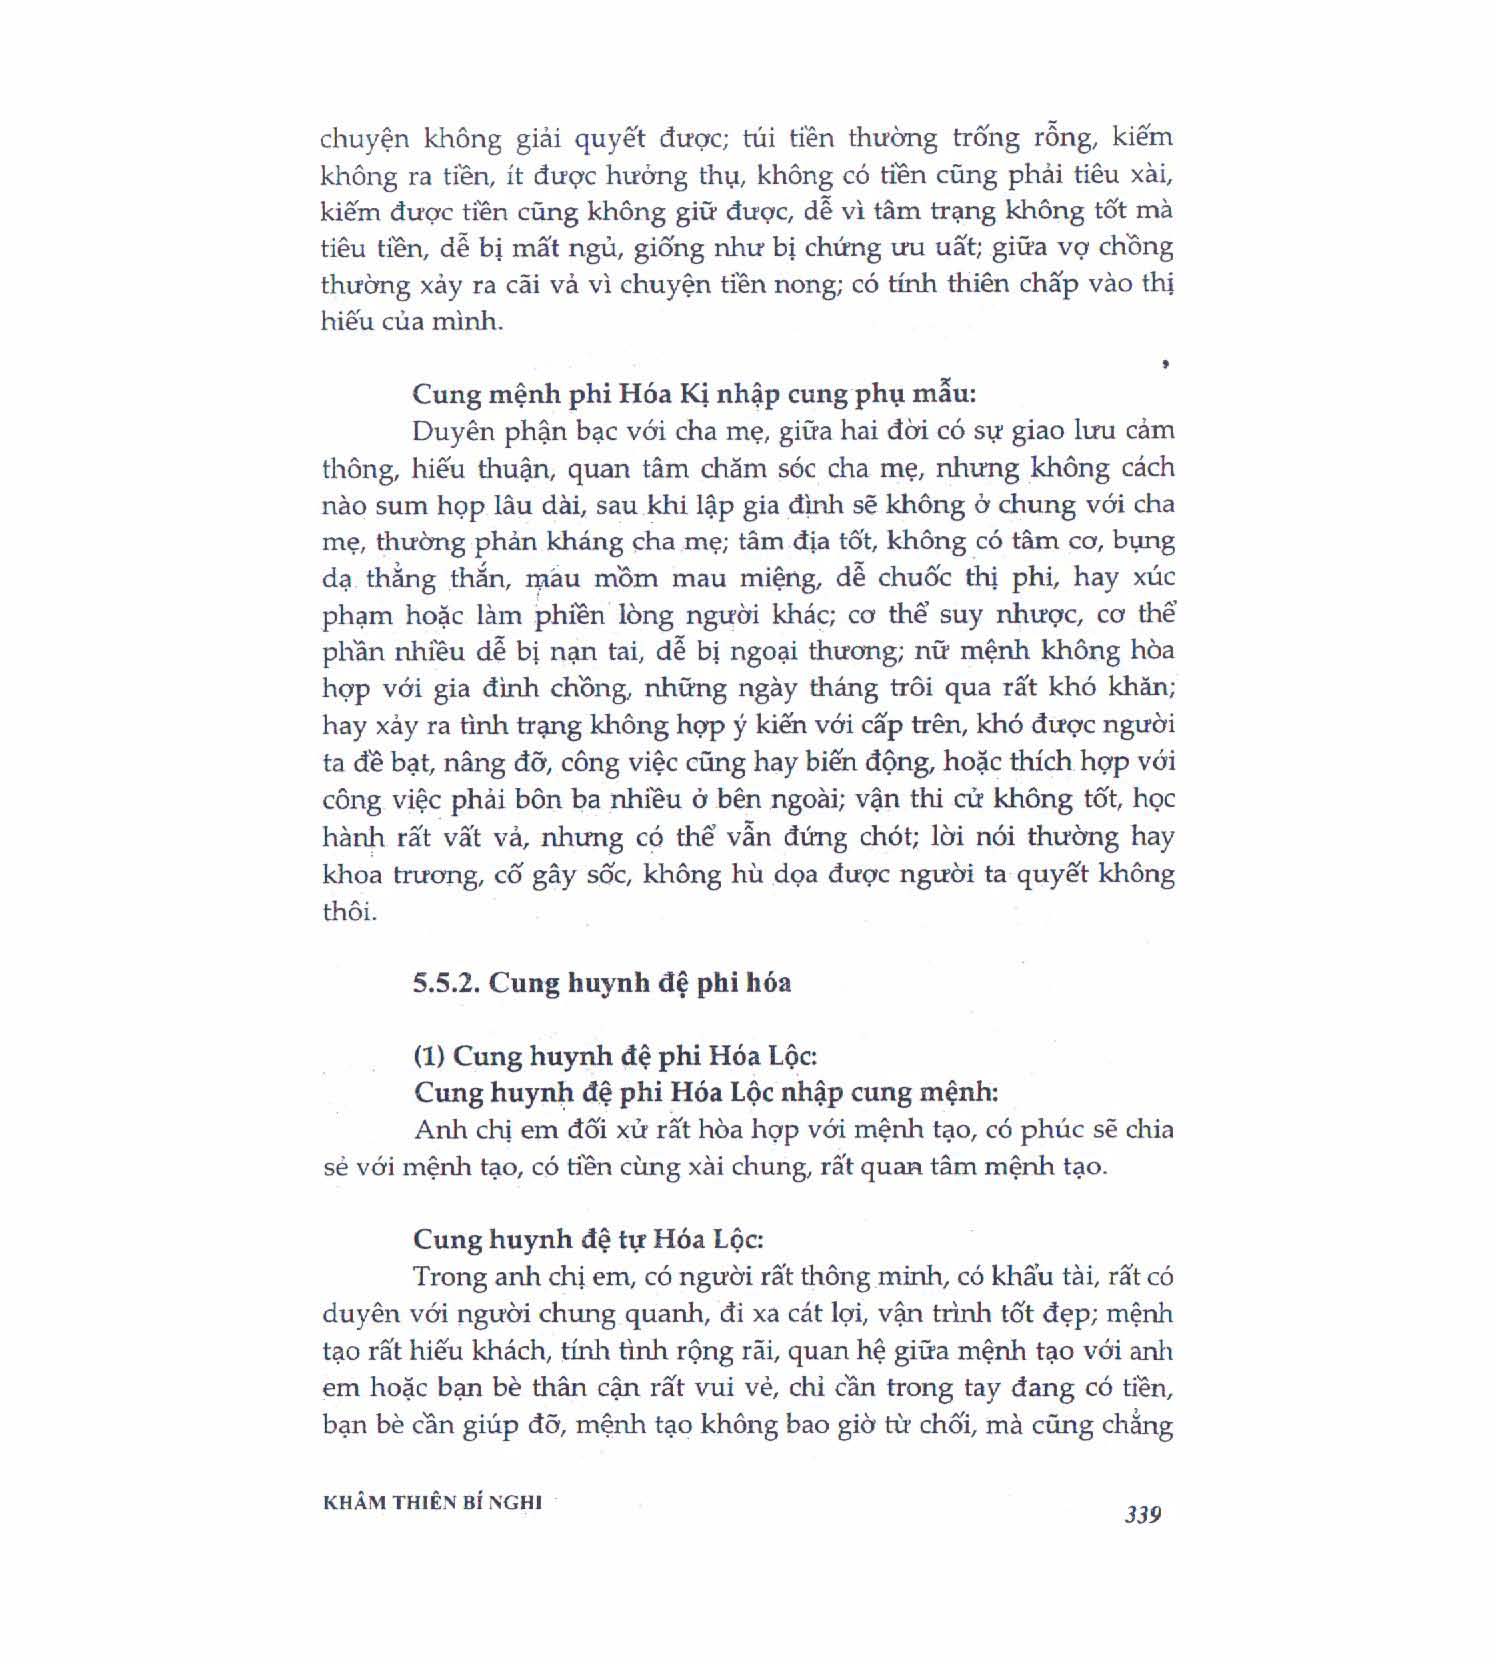 chuyện không giải quyết được; túi tiền thường trống rỗng, kiếm
không ra tiền, ít được hưởng thụ, không có tiền cũng phải tiêu xài,
kiếm được tiền cũng không giữ được, dễ vì tâm trạng không tốt mà
tiêu tiền, dễ bị mất ngủ, giống như bị chứng ưu uất; giữa vợ chồng
thường xảy ra cãi vả vì chuyện tiền nong; có tính thiên chấp vào thị
hiếu của mình.
Cung mệnh phi Hóa Kị nhập cung phụ mẫu:
Duyên phận bạc với cha mẹ, giữa hai đời có sự giao lưu cảm
thông, hiếu thuận, quan tâm chăm sóc cha mẹ, nhưng không cách
nào sum họp lâu dài, sau khi lập gia đình sẽ không ở chung với cha
mẹ, thường phản kháng cha mẹ; tâm địa tốt, không có tâm cơ, bụng
dạ thẳng thắn, mau mồm mau miệng, dễ chuốc thị phi, hay xúc
phạm hoặc làm phiền lòng người khác; cơ thể suy nhược, cơ thể
phần nhiều dễ bị nạn tai, dễ bị ngoại thương; nữ mệnh không hòa
hợp với gia đình chồng, những ngày tháng trôi qua rất khó khăn;
hay xảy ra tình trạng không hợp ý kiến với cấp trên, khó được người
ta đề bạt, nâng đỡ, công việc cũng hay biến động, hoặc thích hợp với
công việc phải bôn ba nhiều ở bên ngoài; vận thi cử không tốt, học
hành rất vất vả, nhưng có thể vẫn đứng chót; lời nói thường hay
khoa trương, cố gây sốc, không hù dọa được người ta quyết không
thôi.
5.5.2. Cung huynh đệ phi hóa
(1) Cung huynh đệ phi Hóa Lộc:
Cung huynh đệ phi Hóa Lộc nhập cung mệnh:
Anh chị em đối xử rất hòa hợp với mệnh tạo, có phúc sẽ chia
sẻ với mệnh tạo, có tiền cùng xài chung, rất quan tâm mệnh tạo.
Cung huynh đệ tự Hóa Lộc:
Trong anh chị em, có người rất thông minh, có khẩu tài, rất có
duyên với người chung quanh, đi xa cát lợi, vận trình tốt đẹp; mệnh
tạo rất hiếu khách, tính tình rộng rãi, quan hệ giữa mệnh tạo với anh
em hoặc bạn bè thân cận rất vui vẻ, chỉ cần trong tay đang có tiền,
bạn bè cần giúp đỡ, mệnh tạo không bao giờ từ chối, mà cũng chẳng
KHÂM THIÊN BÍ NGHI
339